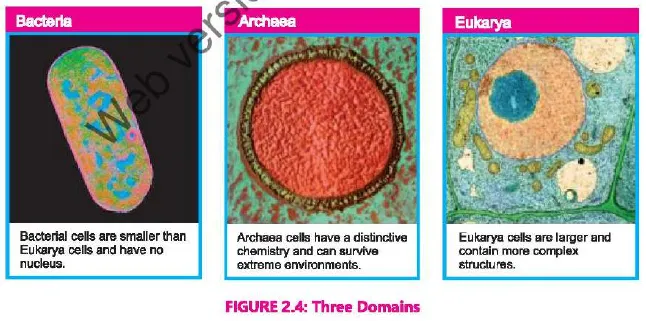 Bacteria
Archaea
Eukarya
Web versio
Bacterial cells are smaller than
Eukarya cells and have no
nucleus.
Archaea cells have a distinctive
chemistry and can survive
extreme environments.
Eukarya cells are larger and
contain more complex
structures.
FIGURE 2.4: Three Domains